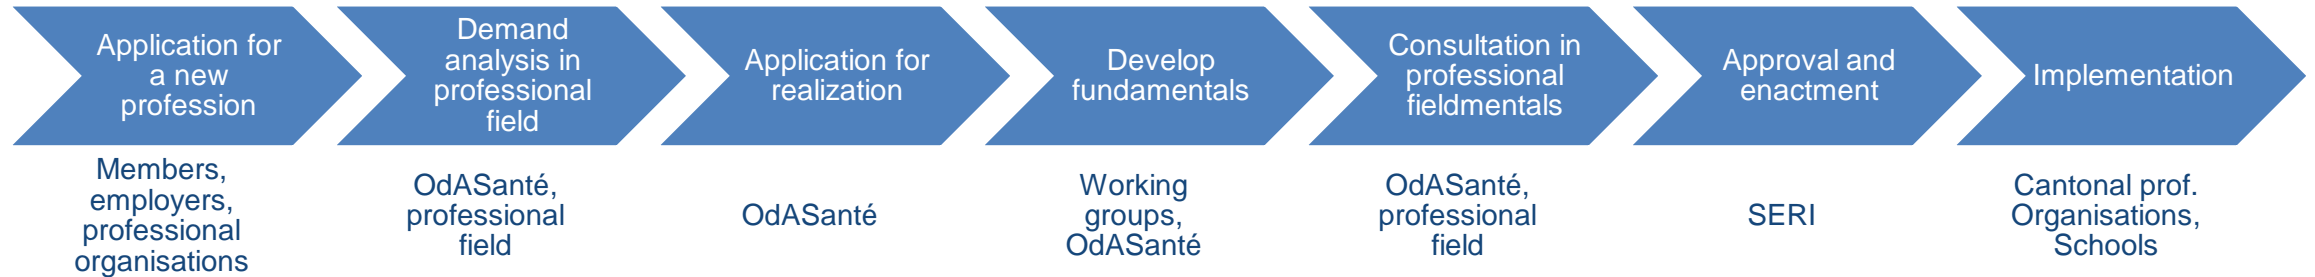 Application for
a new
profession
Demand
analysis in
professional
field
Application for
realization
Develop
fundamentals
Consultation in
professional
fieldmentals
Approval and
enactment
Implementation
Members,
employers,
professional
organisations
OdASanté,
professional
field
OdASanté
Working
groups,
OdASanté
OdASanté,
professional
field
SERI
Cantonal prof.
Organisations,
Schools